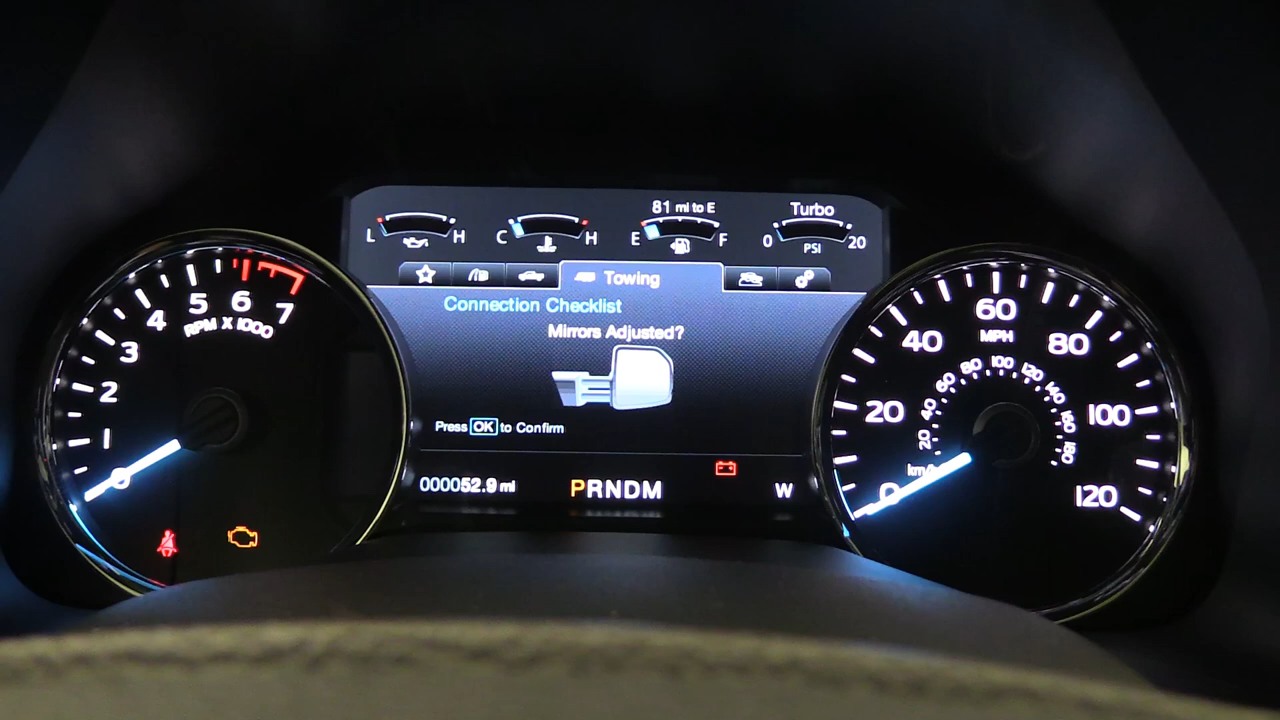 81 mi to E
Turbo
L H
C H
E F
0 20
PSI
Towing
Connection Checklist
Mirrors Adjusted?
Press OK to Confirm
000052.9 mi
PRNDM
W
0 1 2 3 4 5 6 7
RPM X 1000
0 20 40 60 80 100 120
MPH
20 40 60 80 100 120 140 160 180
km/h